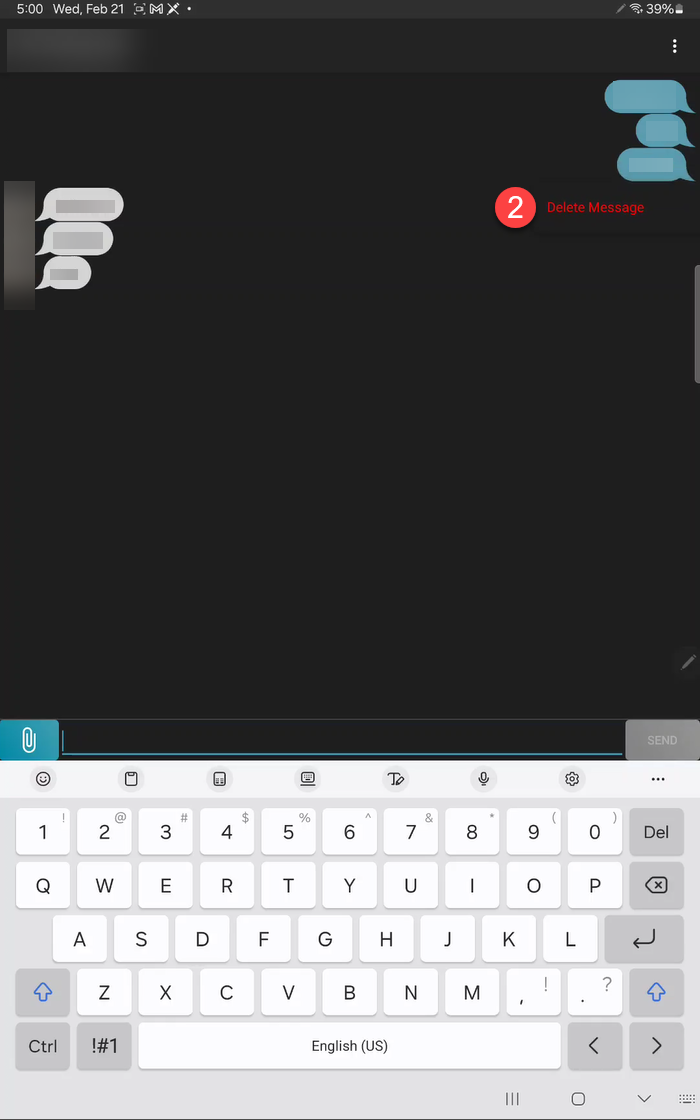 5:00 Wed, Feb 21 39%
2 Delete Message
SEND
! @ # $ % ^ & * ( )
1 2 3 4 5 6 7 8 9 0 Del
Q W E R T Y U I O P
A S D F G H J K L
! ?
Z X C V B N M , .
Ctrl !#1 English (US) < >